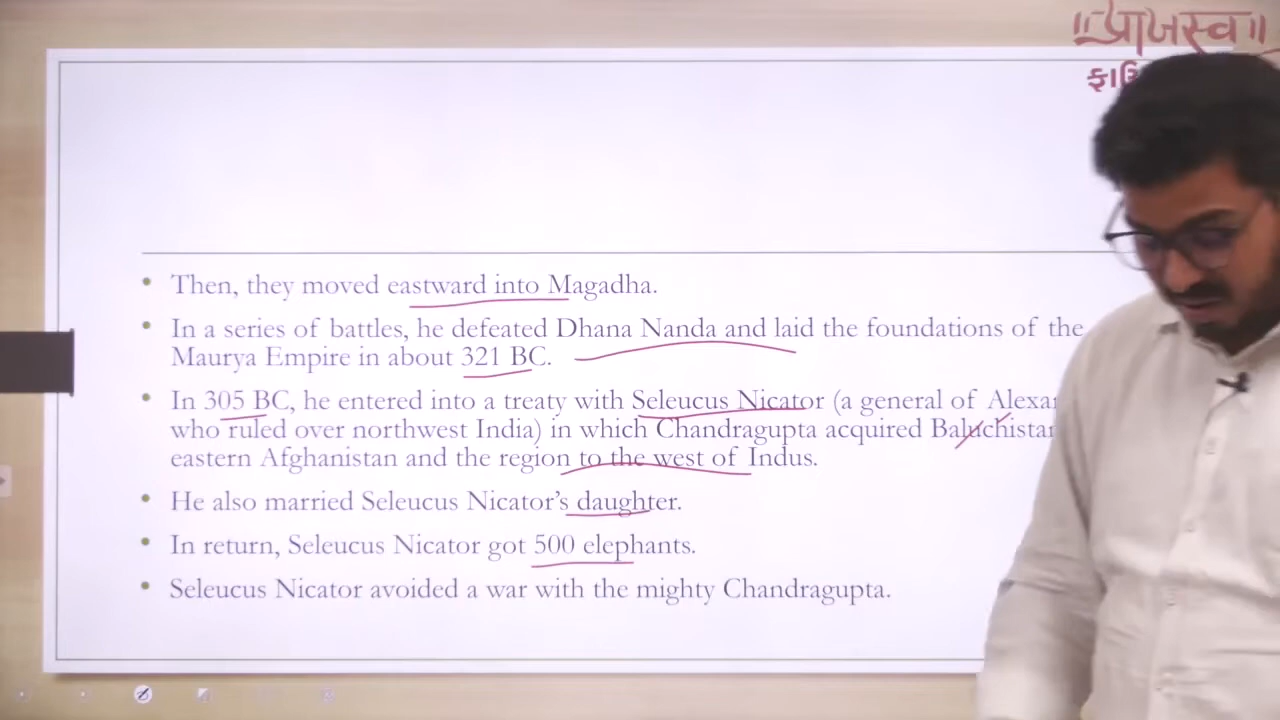 ॥પ્રાજસ્વ॥
Then, they moved eastward into Magadha.
In a series of battles, he defeated Dhana Nanda and laid the foundations of the
Maurya Empire in about 321 BC.
In 305 BC, he entered into a treaty with Seleucus Nicator (a general of
who ruled over northwest India) in which Chandragupta acquired
eastern Afghanistan and the region to the west of Indus.
He also married Seleucus Nicator’s daughter.
In return, Seleucus Nicator got 500 elephants.
Seleucus Nicator avoided a war with the mighty Chandragupta.